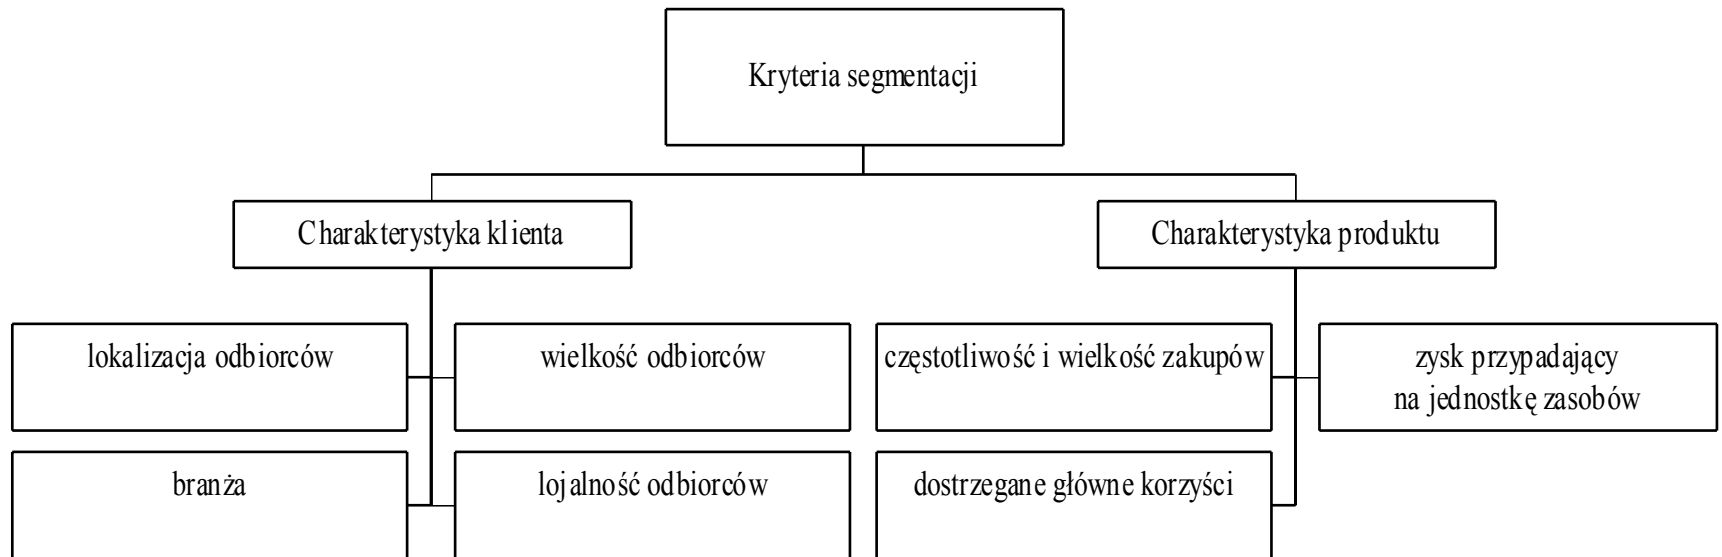 Kryteria segmentacji
Charakterystyka klienta
Charakterystyka produktu
lokalizacja odbiorców
wielkość odbiorców
częstotliwość i wielkość zakupów
zysk przypadający
na jednostkę zasobów
branża
lojalność odbiorców
dostrzegane główne korzyści